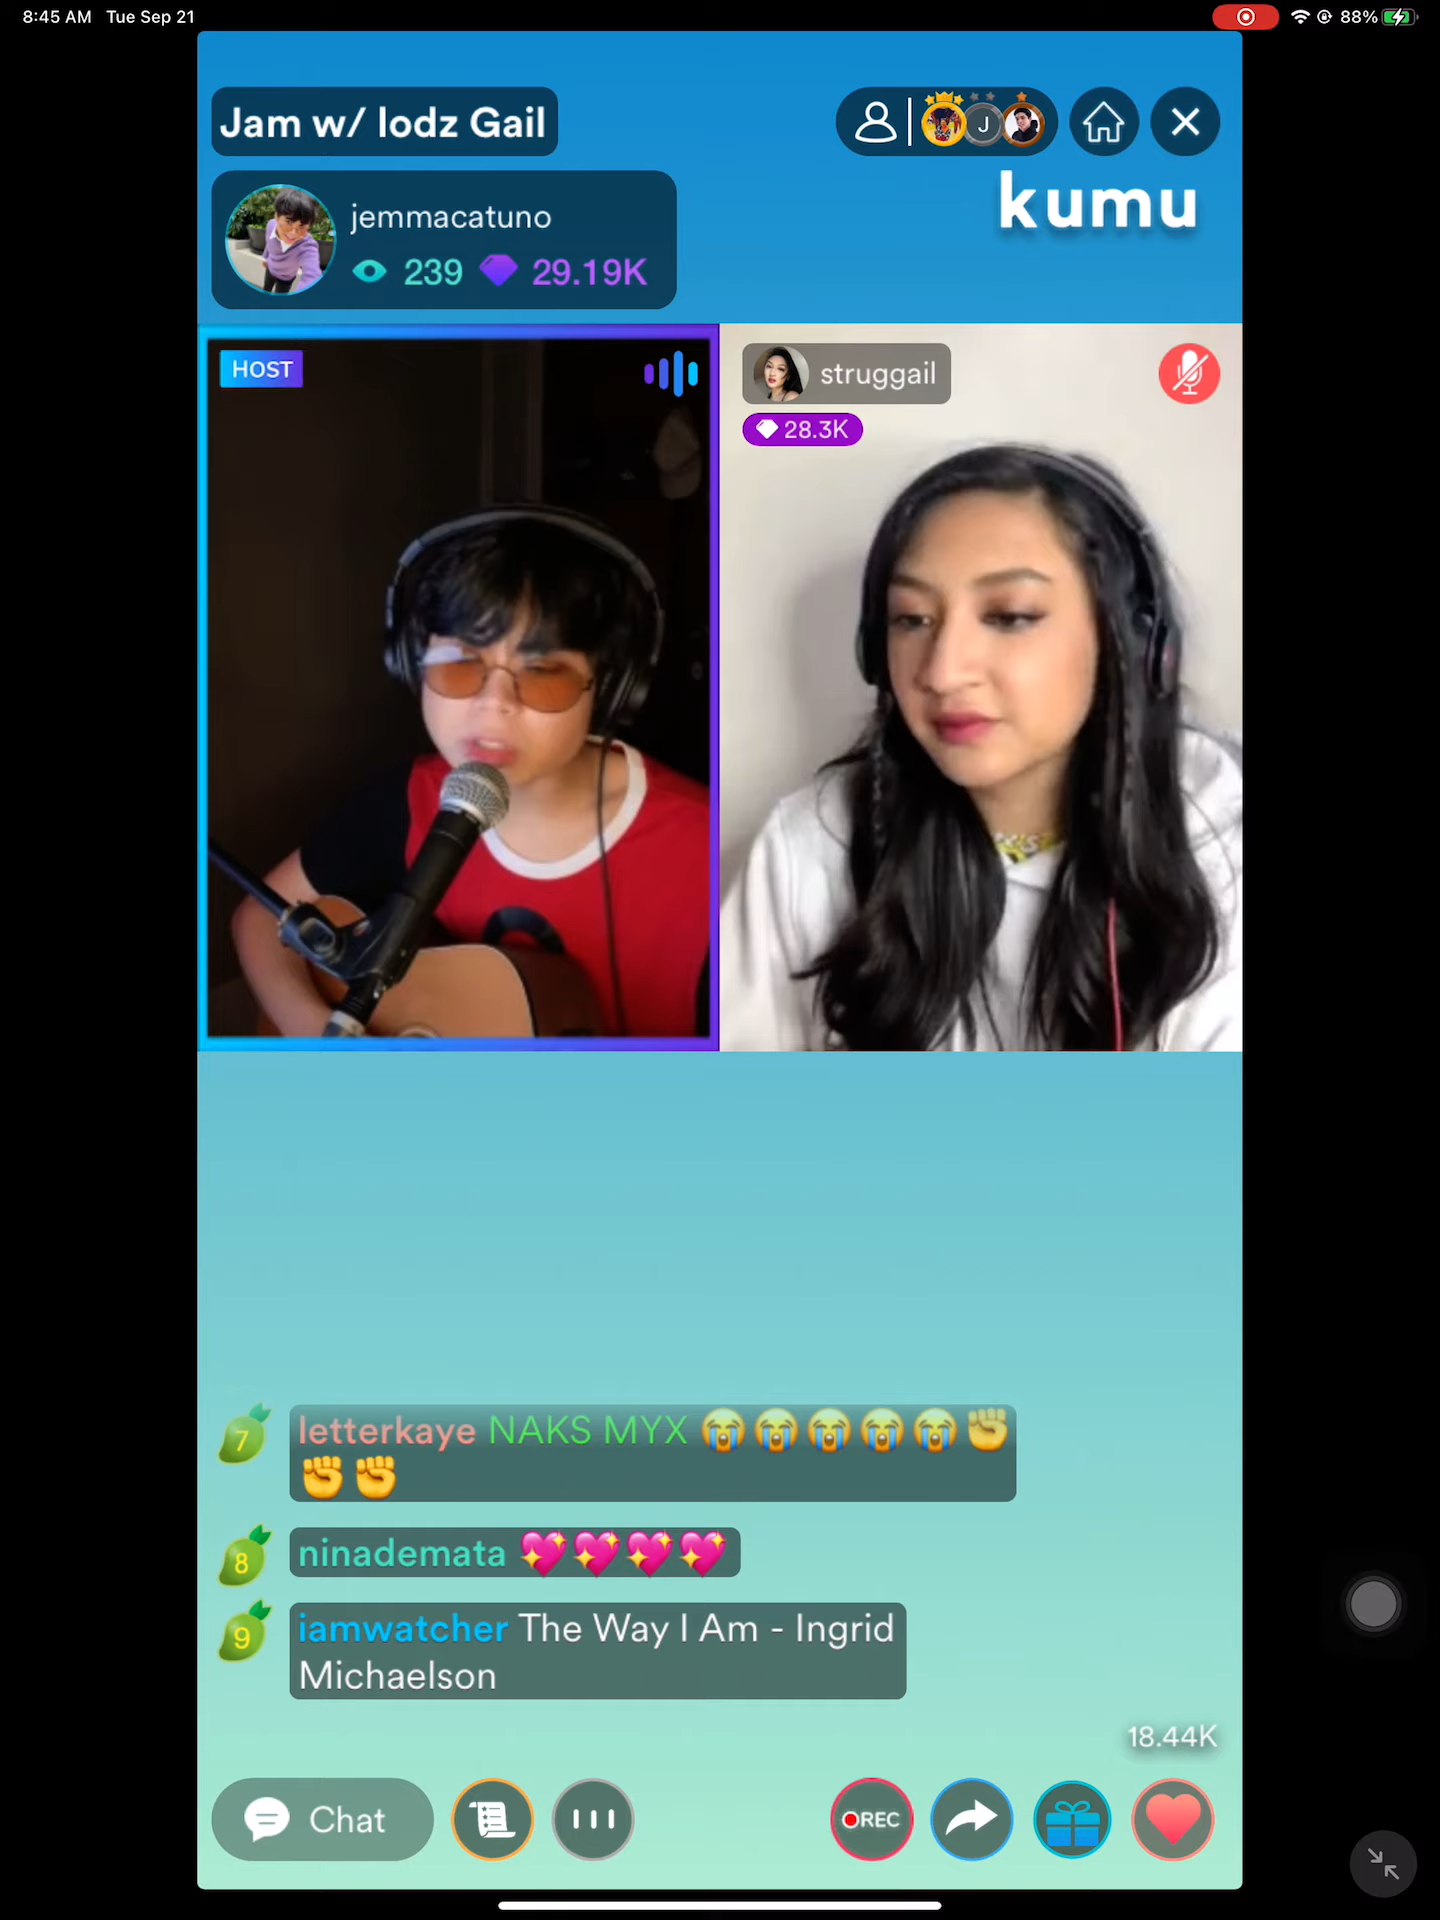 8:45 AM Tue Sep 21
88%
Jam w/ lodz Gail
J
kumu
jemmacatuno
239 29.19K
HOST
struggail
28.3K
7 letterkaye NAKS MYX 😭😭😭😭😭✊
✊✊
8 ninademata 💖💖💖💖
9 iamwatcher The Way I Am - Ingrid
Michaelson
18.44K
Chat
REC